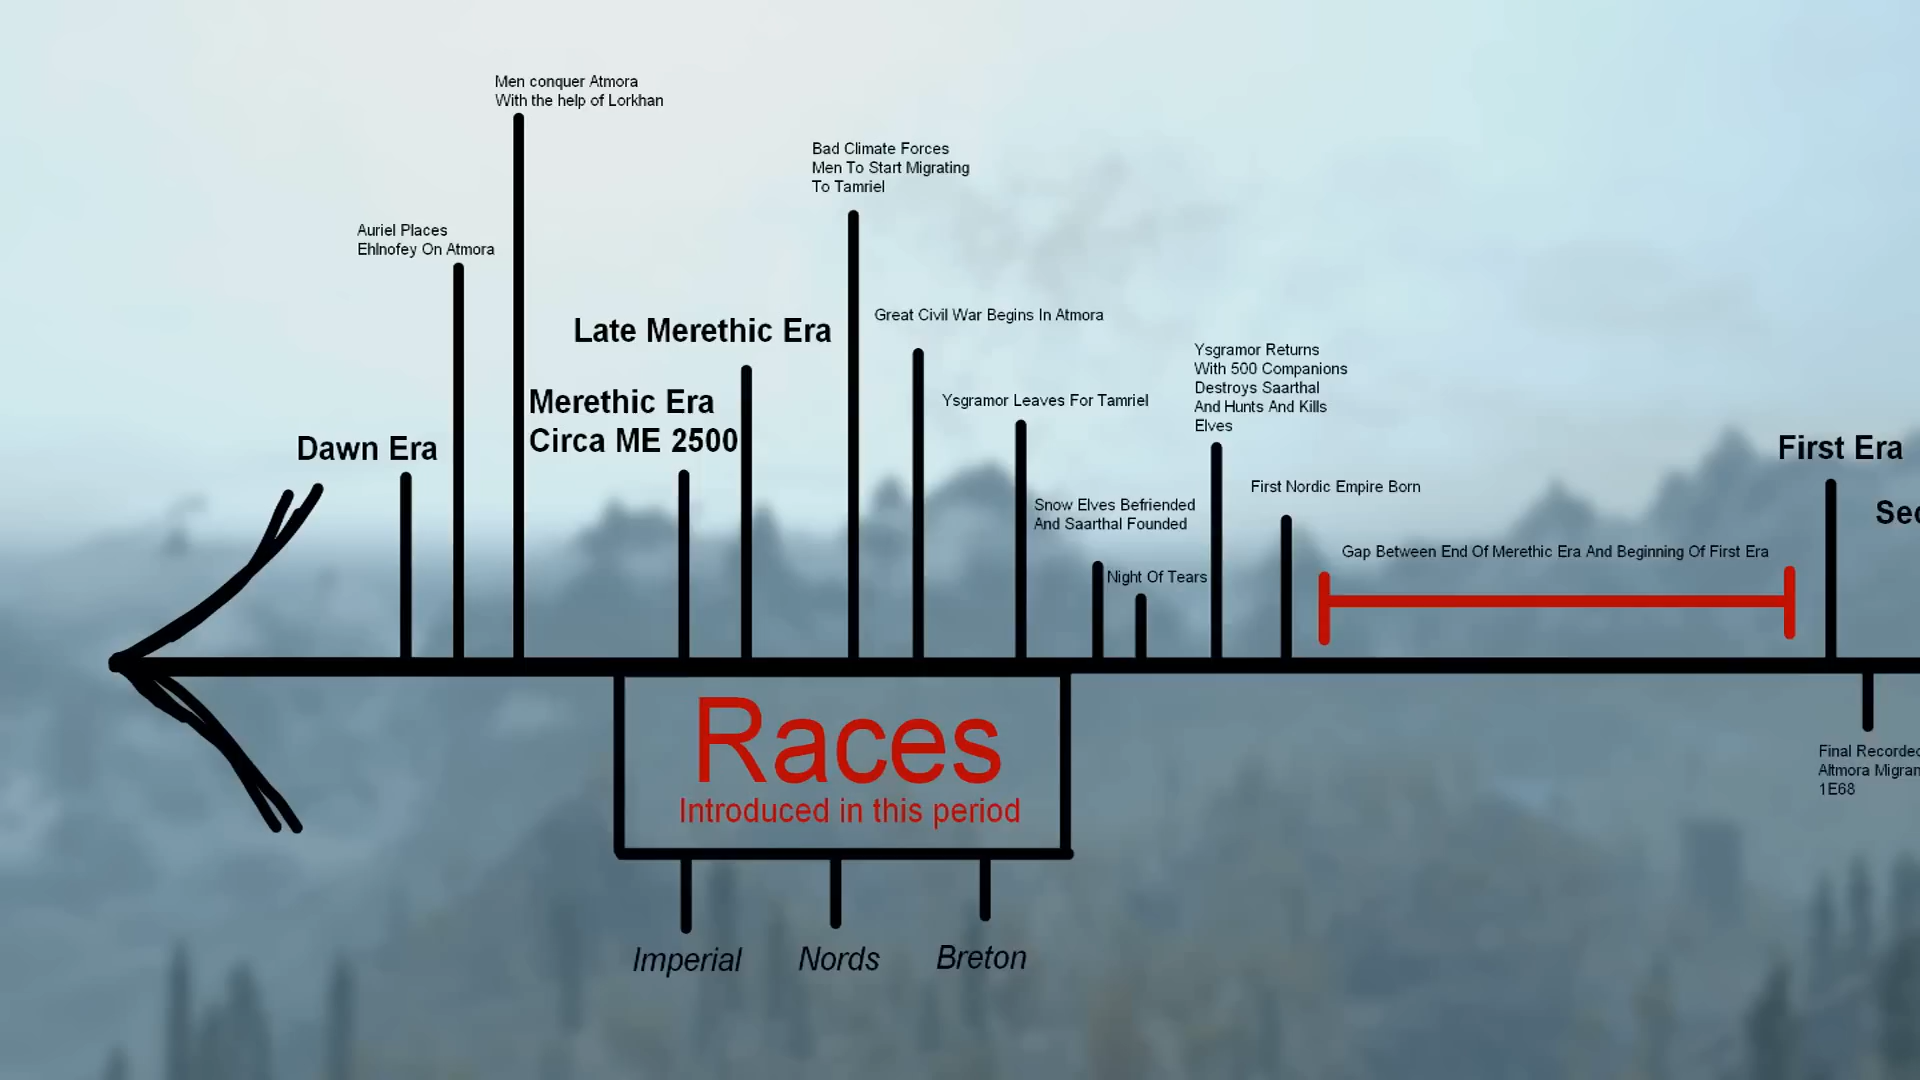 Men conquer Atmora
With the help of Lorkhan
Bad Climate Forces
Men To Start Migrating
To Tamriel
Auriel Places
Ehlnofey On Atmora
Great Civil War Begins In Atmora
Late Merethic Era
Ysgramor Returns
With 500 Companions
Destroys Saarthal
And Hunts And Kills
Elves
Merethic Era
Circa ME 2500
Ysgramor Leaves For Tamriel
Dawn Era
First Era
First Nordic Empire Born
Snow Elves Befriended
And Saarthal Founded
Sec
Gap Between End Of Merethic Era And Beginning Of First Era
Night Of Tears
Races
Introduced in this period
Final Recorded
Altmora Migran
1E68
Imperial
Nords
Breton